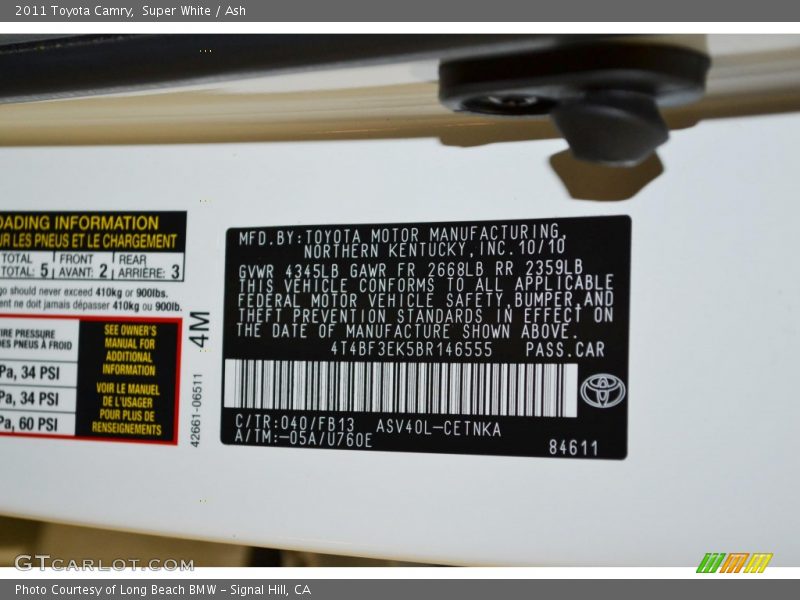 2011 Toyota Camry, Super White / Ash
OADING INFORMATION
UR LES PNEUS ET LE CHARGEMENT
TOTAL FRONT REAR
TOTAL: 5 AVANT: 2 ARRIÈRE: 3
go should never exceed 410kg or 900lbs.
ent ne doit jamais dépasser 410kg ou 900lb.
TIRE PRESSURE
DES PNEUS À FROID
Pa, 34 PSI
Pa, 34 PSI
Pa, 60 PSI
SEE OWNER'S
MANUAL FOR
ADDITIONAL
INFORMATION
VOIR LE MANUEL
DE L'USAGER
POUR PLUS DE
RENSEIGNEMENTS
4M
42661-06511
MFD.BY:TOYOTA MOTOR MANUFACTURING,
NORTHERN KENTUCKY,INC.10/10
GVWR 4345LB GAWR FR 2668LB RR 2359LB
THIS VEHICLE CONFORMS TO ALL APPLICABLE
FEDERAL MOTOR VEHICLE SAFETY,BUMPER,AND
THEFT PREVENTION STANDARDS IN EFFECT ON
THE DATE OF MANUFACTURE SHOWN ABOVE.
4T4BF3EK5BR146555 PASS.CAR
C/TR:040/FB13 ASV40L-CETNKA
A/TM:-05A/U760E
84611
GTCARLOT.COM
Photo Courtesy of Long Beach BMW - Signal Hill, CA